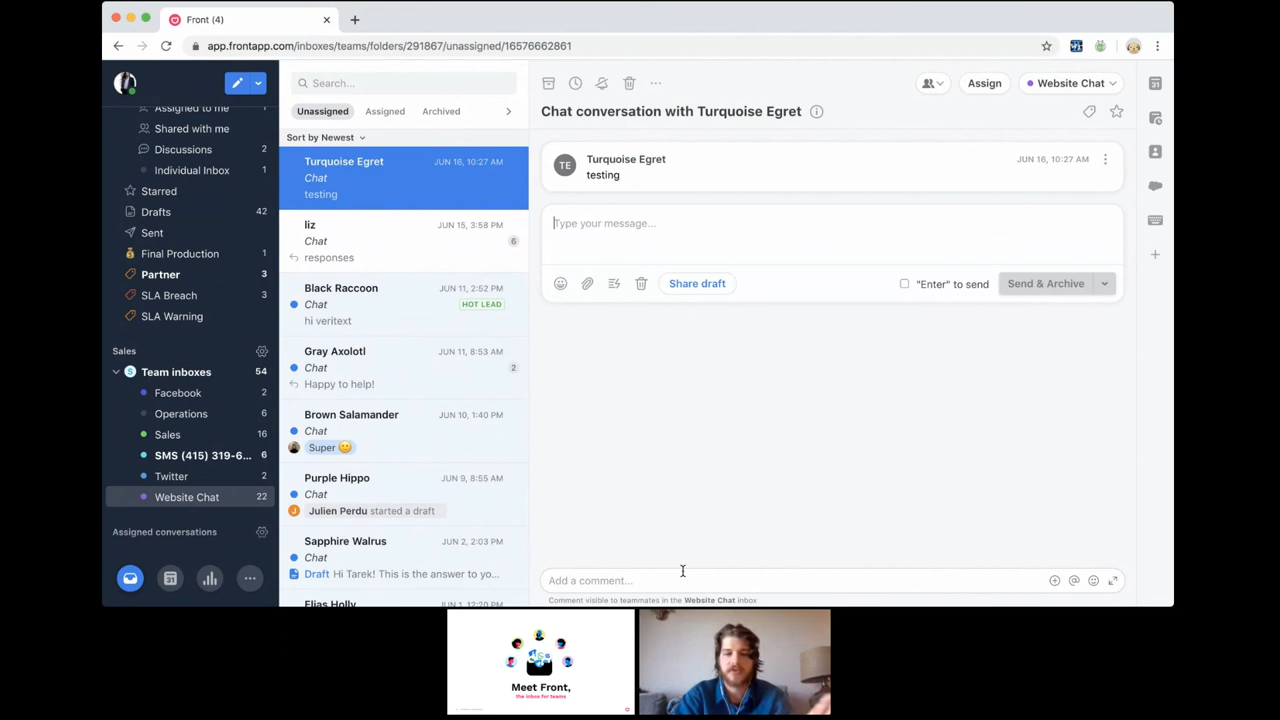 Front (4)
app.frontapp.com/inboxes/teams/folders/291867/unassigned/16576662861
Assigned to me 1
Shared with me
Discussions 2
Individual Inbox 1
Starred
Drafts 42
Sent
Final Production 1
Partner 3
SLA Breach 3
SLA Warning
Sales
S Team inboxes 54
Facebook 2
Operations 6
Sales 16
SMS (415) 319-6... 6
Twitter 2
Website Chat 22
Assigned conversations
Search...
Unassigned Assigned Archived
Sort by Newest
Turquoise Egret JUN 16, 10:27 AM
Chat
testing
liz JUN 15, 3:58 PM
Chat 6
responses
Black Raccoon JUN 11, 2:52 PM
Chat HOT LEAD
hi veritext
Gray Axolotl JUN 11, 8:53 AM
Chat 2
Happy to help!
Brown Salamander JUN 10, 1:40 PM
Chat
Super 🙂
Purple Hippo JUN 9, 8:55 AM
Chat
J Julien Perdu started a draft
Sapphire Walrus JUN 2, 2:03 PM
Chat
Draft Hi Tarek! This is the answer to yo...
Elias Holly JUN 1, 12:20 PM
Assign Website Chat
Chat conversation with Turquoise Egret
TE Turquoise Egret JUN 16, 10:27 AM
testing
Type your message...
Share draft "Enter" to send Send & Archive
Add a comment...
Comment visible to teammates in the Website Chat inbox
31
Meet Front,
the inbox for teams